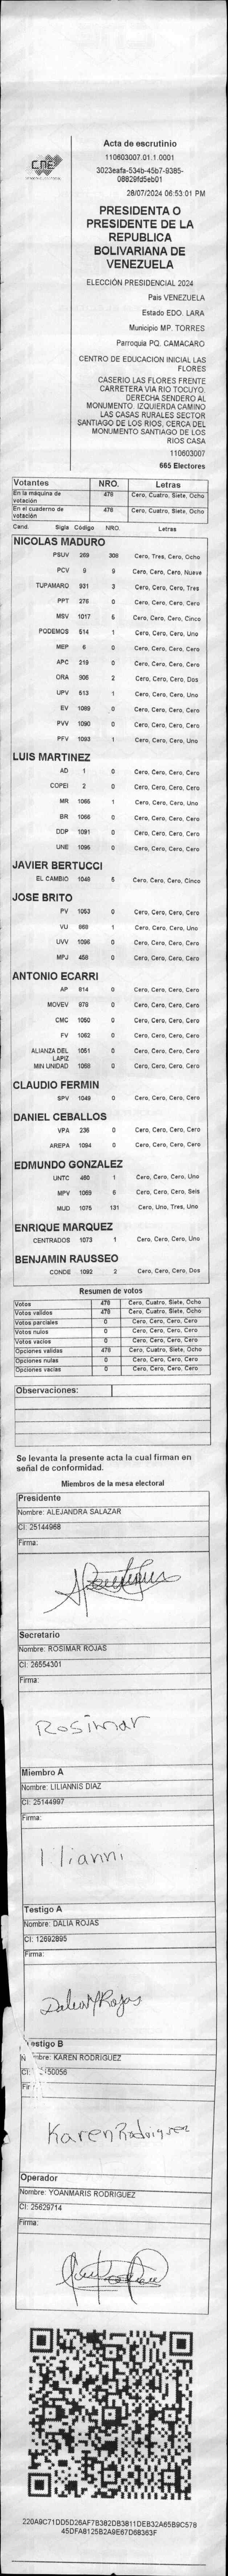 CNE
Acta de escrutinio
110603007.01.1.0001
3023eafa-534b-45b7-9385-
08829fd5eb01
28/07/2024 06:53:01 PM
PRESIDENTA O
PRESIDENTE DE LA
REPUBLICA
BOLIVARIANA DE
VENEZUELA
ELECCIÓN PRESIDENCIAL 2024
Pais VENEZUELA
Estado EDO. LARA
Municipio MP. TORRES
Parroquia PQ. CAMACARO
CENTRO DE EDUCACION INICIAL LAS
FLORES
CASERIO LAS FLORES FRENTE
CARRETERA VIA RIO TOCUYO.
DERECHA SENDERO AL
MONUMENTO. IZQUIERDA CAMINO
LAS CASAS RURALES SECTOR
SANTIAGO DE LOS RIOS, CERCA DEL
MONUMENTO SANTIAGO DE LOS
RIOS CASA
110603007
665 Electores
Votantes NRO. Letras
En la máquina de votación 478 Cero, Cuatro, Siete, Ocho
En el cuaderno de votación 478 Cero, Cuatro, Siete, Ocho
Cand. Sigla Código NRO. Letras
NICOLAS MADURO
PSUV 269 308 Cero, Tres, Cero, Ocho
PCV 9 9 Cero, Cero, Cero, Nueve
TUPAMARO 931 3 Cero, Cero, Cero, Tres
PPT 276 0 Cero, Cero, Cero, Cero
MSV 1017 5 Cero, Cero, Cero, Cinco
PODEMOS 514 1 Cero, Cero, Cero, Uno
MEP 6 0 Cero, Cero, Cero, Cero
APC 219 0 Cero, Cero, Cero, Cero
ORA 906 2 Cero, Cero, Cero, Dos
UPV 513 1 Cero, Cero, Cero, Uno
EV 1089 0 Cero, Cero, Cero, Cero
PVV 1090 0 Cero, Cero, Cero, Cero
PFV 1093 1 Cero, Cero, Cero, Uno
LUIS MARTINEZ
AD 1 0 Cero, Cero, Cero, Cero
COPEI 2 0 Cero, Cero, Cero, Cero
MR 1065 1 Cero, Cero, Cero, Uno
BR 1066 0 Cero, Cero, Cero, Cero
DDP 1091 0 Cero, Cero, Cero, Cero
UNE 1095 0 Cero, Cero, Cero, Cero
JAVIER BERTUCCI
EL CAMBIO 1048 5 Cero, Cero, Cero, Cinco
JOSE BRITO
PV 1053 0 Cero, Cero, Cero, Cero
VU 868 1 Cero, Cero, Cero, Uno
UVV 1096 0 Cero, Cero, Cero, Cero
MPJ 458 0 Cero, Cero, Cero, Cero
ANTONIO ECARRI
AP 814 0 Cero, Cero, Cero, Cero
MOVEV 878 0 Cero, Cero, Cero, Cero
CMC 1050 0 Cero, Cero, Cero, Cero
FV 1062 0 Cero, Cero, Cero, Cero
ALIANZA DEL LAPIZ 1051 0 Cero, Cero, Cero, Cero
MIN UNIDAD 1068 0 Cero, Cero, Cero, Cero
CLAUDIO FERMIN
SPV 1049 0 Cero, Cero, Cero, Cero
DANIEL CEBALLOS
VPA 236 0 Cero, Cero, Cero, Cero
AREPA 1094 0 Cero, Cero, Cero, Cero
EDMUNDO GONZALEZ
UNTC 460 1 Cero, Cero, Cero, Uno
MPV 1069 6 Cero, Cero, Cero, Seis
MUD 1075 131 Cero, Uno, Tres, Uno
ENRIQUE MARQUEZ
CENTRADOS 1073 1 Cero, Cero, Cero, Uno
BENJAMIN RAUSSEO
CONDE 1092 2 Cero, Cero, Cero, Dos
Resumen de votos
Votos 478 Cero, Cuatro, Siete, Ocho
Votos validos 478 Cero, Cuatro, Siete, Ocho
Votos parciales 0 Cero, Cero, Cero, Cero
Votos nulos 0 Cero, Cero, Cero, Cero
Votos vacios 0 Cero, Cero, Cero, Cero
Opciones validas 478 Cero, Cuatro, Siete, Ocho
Opciones nulas 0 Cero, Cero, Cero, Cero
Opciones vacias 0 Cero, Cero, Cero, Cero
Observaciones:
Se levanta la presente acta la cual firman en
señal de conformidad.
Miembros de la mesa electoral
Presidente
Nombre: ALEJANDRA SALAZAR
CI: 25144968
Firma:
Secretario
Nombre: ROSIMAR ROJAS
CI: 26554301
Firma:
Rosimar
Miembro A
Nombre: LILIANNIS DIAZ
CI: 25144997
Firma:
lilianni
Testigo A
Nombre: DALIA ROJAS
CI: 12692895
Firma:
Dalia Rojas
estigo B
N bre: KAREN RODRIGUEZ
CI: 50056
Fir
Karen Rodriguez
Operador
Nombre: YOANMARIS RODRIGUEZ
CI: 25629714
Firma:
220A9C71DD5D26AF7B382DB3811DEB32A65B9C578
45DFA8125B2A9E67D68363F